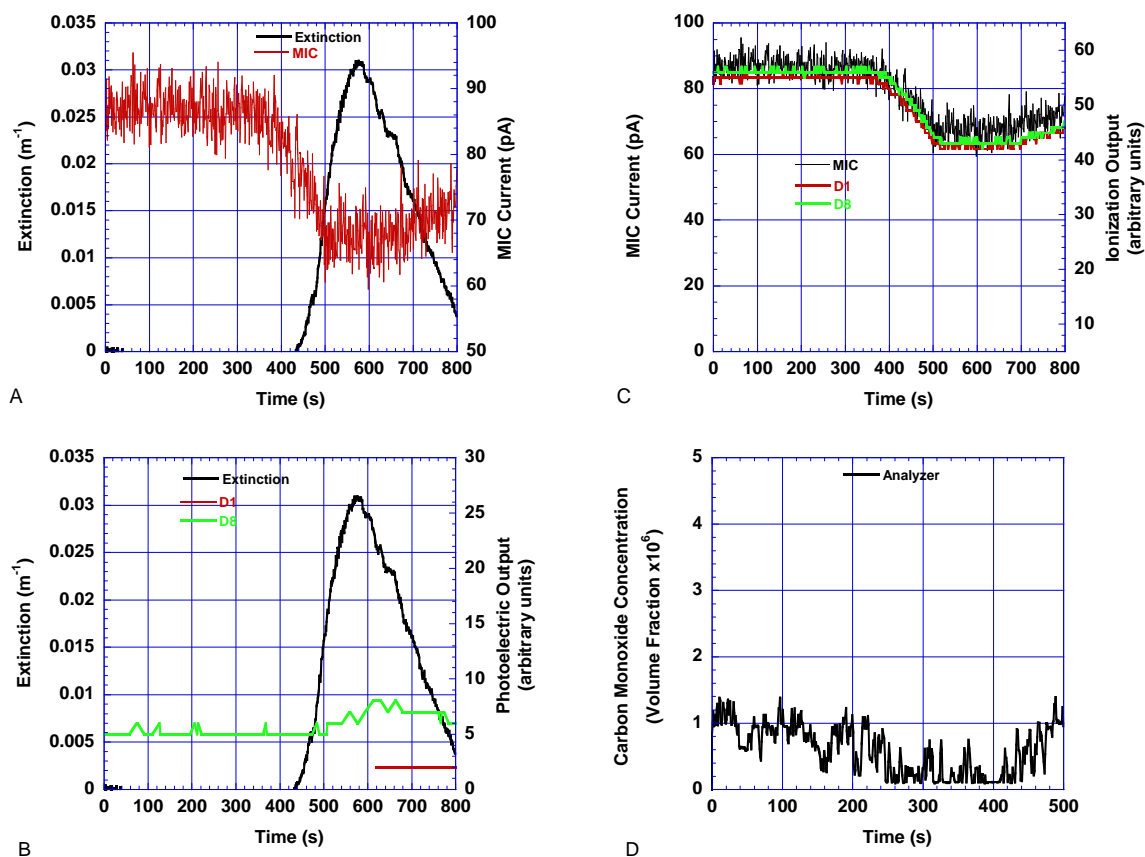 Extinction (m-1)
0.035
0.03
0.025
0.02
0.015
0.01
0.005
0
Extinction
MIC
100
90
80
70
60
50
MIC Current (pA)
0 100 200 300 400 500 600 700 800
Time (s)
A
MIC Current (pA)
100
80
60
40
20
0
MIC
D1
D8
60
50
40
30
20
10
Ionization Output
(arbitrary units)
0 100 200 300 400 500 600 700 800
Time (s)
C
Extinction (m-1)
0.035
0.03
0.025
0.02
0.015
0.01
0.005
0
Extinction
D1
D8
30
25
20
15
10
5
0
Photoelectric Output
(arbitrary units)
0 100 200 300 400 500 600 700 800
Time (s)
B
Carbon Monoxide Concentration
(Volume Fraction x106)
5
4
3
2
1
0
Analyzer
0 100 200 300 400 500
Time (s)
D